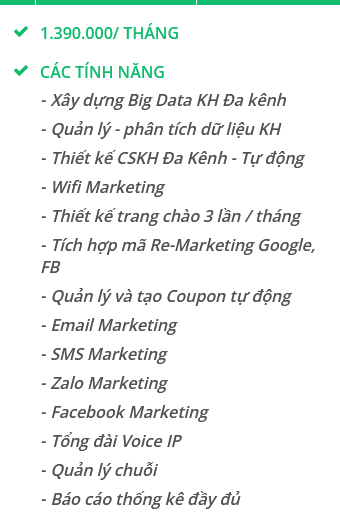 1.390.000/ THÁNG
CÁC TÍNH NĂNG
- Xây dựng Big Data KH Đa kênh
- Quản lý - phân tích dữ liệu KH
- Thiết kế CSKH Đa Kênh - Tự động
- Wifi Marketing
- Thiết kế trang chào 3 lần / tháng
- Tích hợp mã Re-Marketing Google,
FB
- Quản lý và tạo Coupon tự động
- Email Marketing
- SMS Marketing
- Zalo Marketing
- Facebook Marketing
- Tổng đài Voice IP
- Quản lý chuỗi
- Báo cáo thống kê đầy đủ